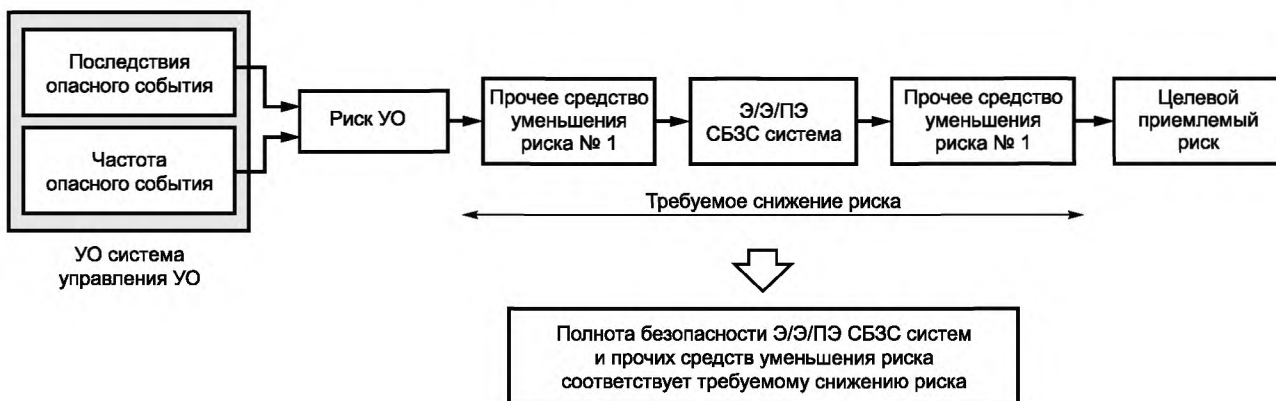 Последствия
опасного события
Частота
опасного события
УО система
управления УО
Риск УО
Прочее средство
уменьшения
риска № 1
Э/Э/ПЭ
СБЗС система
Прочее средство
уменьшения
риска № 1
Целевой
приемлемый
риск
Требуемое снижение риска
Полнота безопасности Э/Э/ПЭ СБЗС систем
и прочих средств уменьшения риска
соответствует требуемому снижению риска